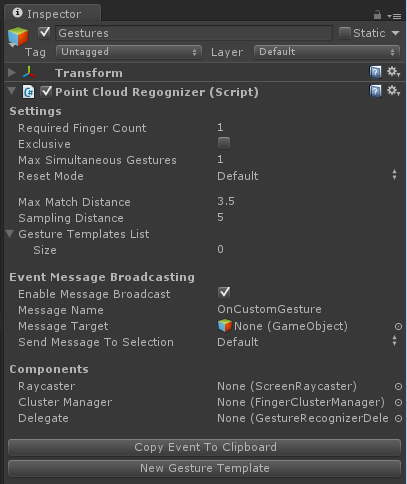 Inspector
Gestures Static
Tag Untagged Layer Default
Transform
Point Cloud Regognizer (Script)
Settings
Required Finger Count 1
Exclusive
Max Simultaneous Gestures 1
Reset Mode Default
Max Match Distance 3.5
Sampling Distance 5
Gesture Templates List
Size 0
Event Message Broadcasting
Enable Message Broadcast
Message Name OnCustomGesture
Message Target None (GameObject)
Send Message To Selection Default
Components
Raycaster None (ScreenRaycaster)
Cluster Manager None (FingerClusterManager)
Delegate None (GestureRecognizerDele
Copy Event To Clipboard
New Gesture Template